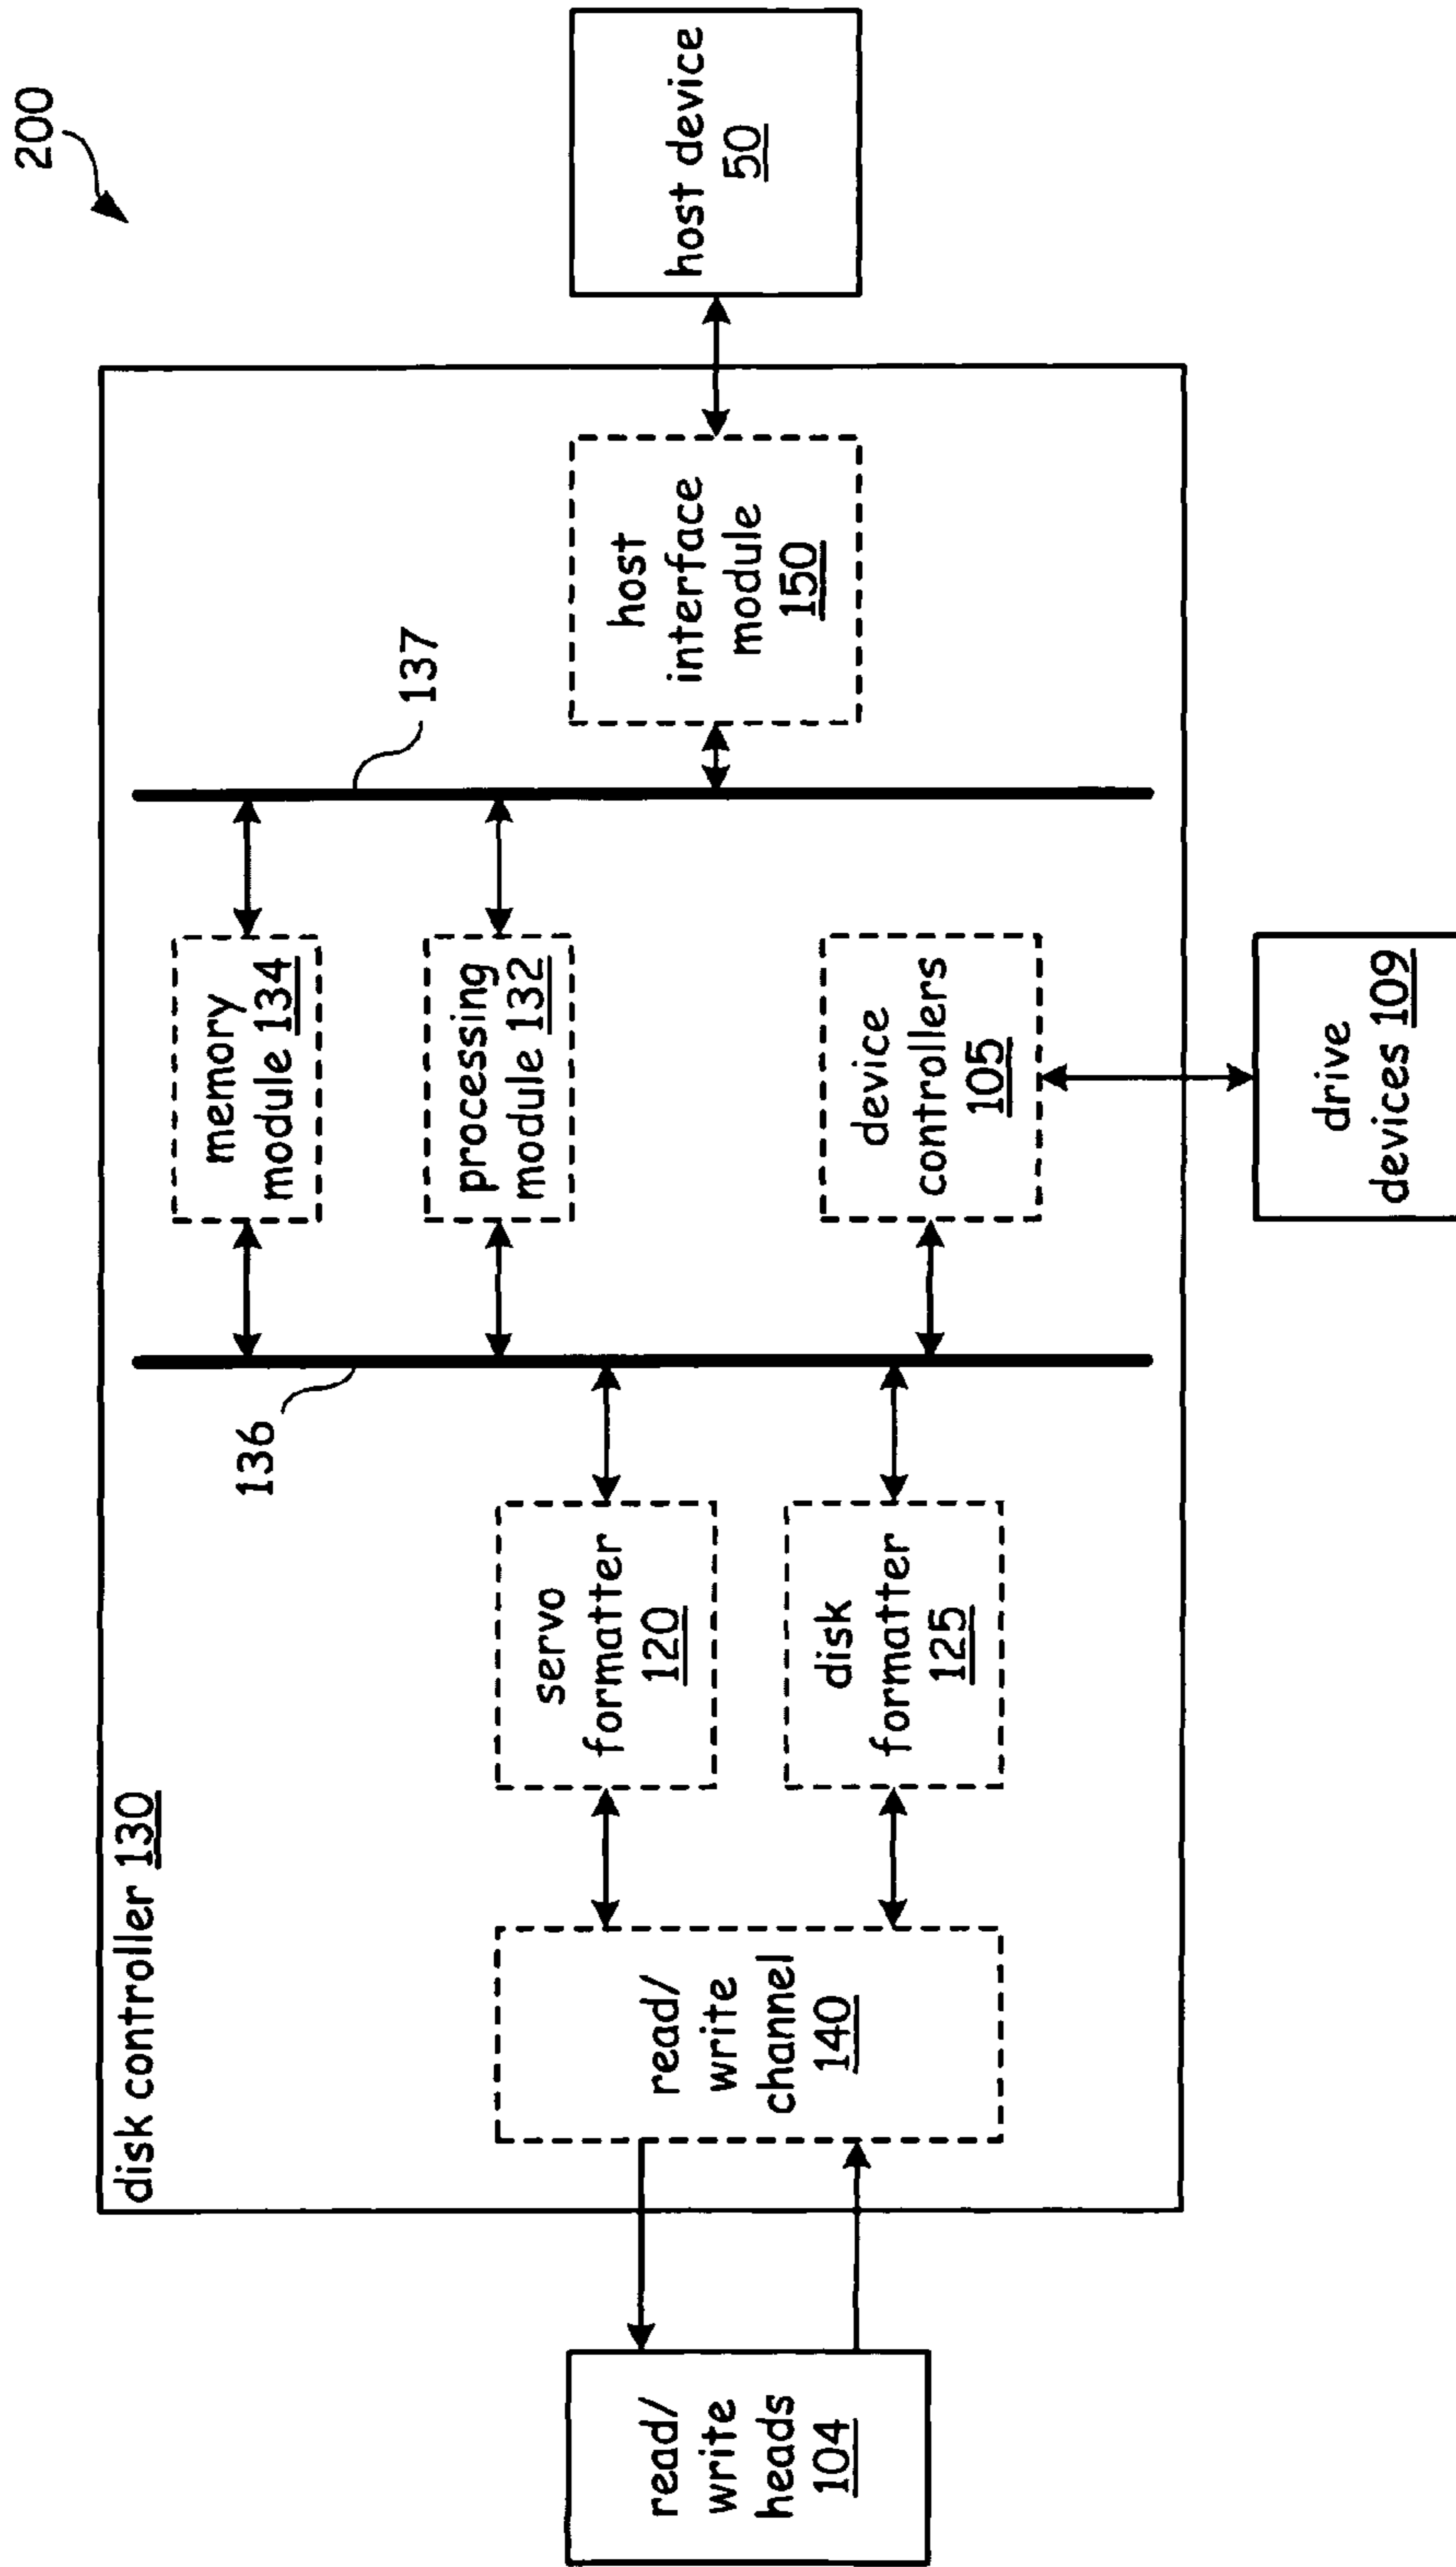 200
disk controller 130
read/
write
heads
104
read/
write
channel
140
servo
formatter
120
disk
formatter
125
136
memory
module 134
processing
module 132
device
controllers
105
137
host
interface
module
150
host device
50
drive
devices 109